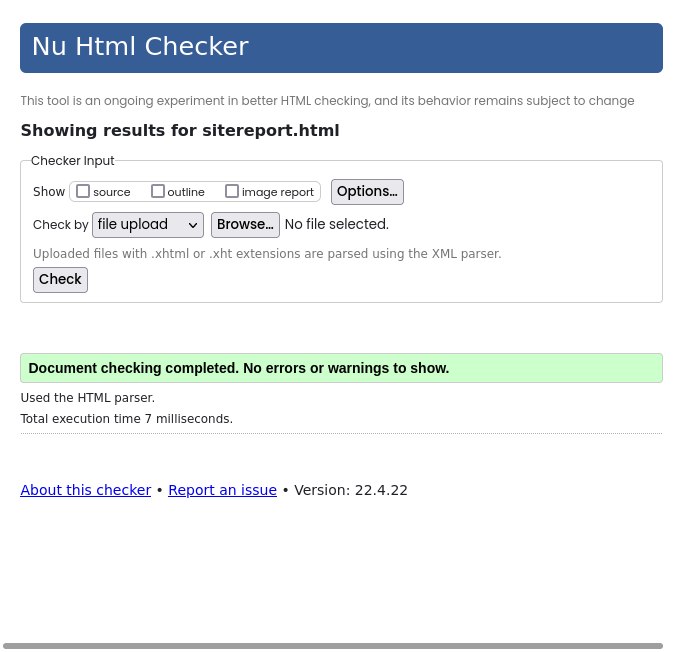 Nu Html Checker
This tool is an ongoing experiment in better HTML checking, and its behavior remains subject to change
Showing results for sitereport.html
Checker Input
Show source outline image report Options...
Check by file upload Browse... No file selected.
Uploaded files with .xhtml or .xht extensions are parsed using the XML parser.
Check
Document checking completed. No errors or warnings to show.
Used the HTML parser.
Total execution time 7 milliseconds.
About this checker • Report an issue • Version: 22.4.22